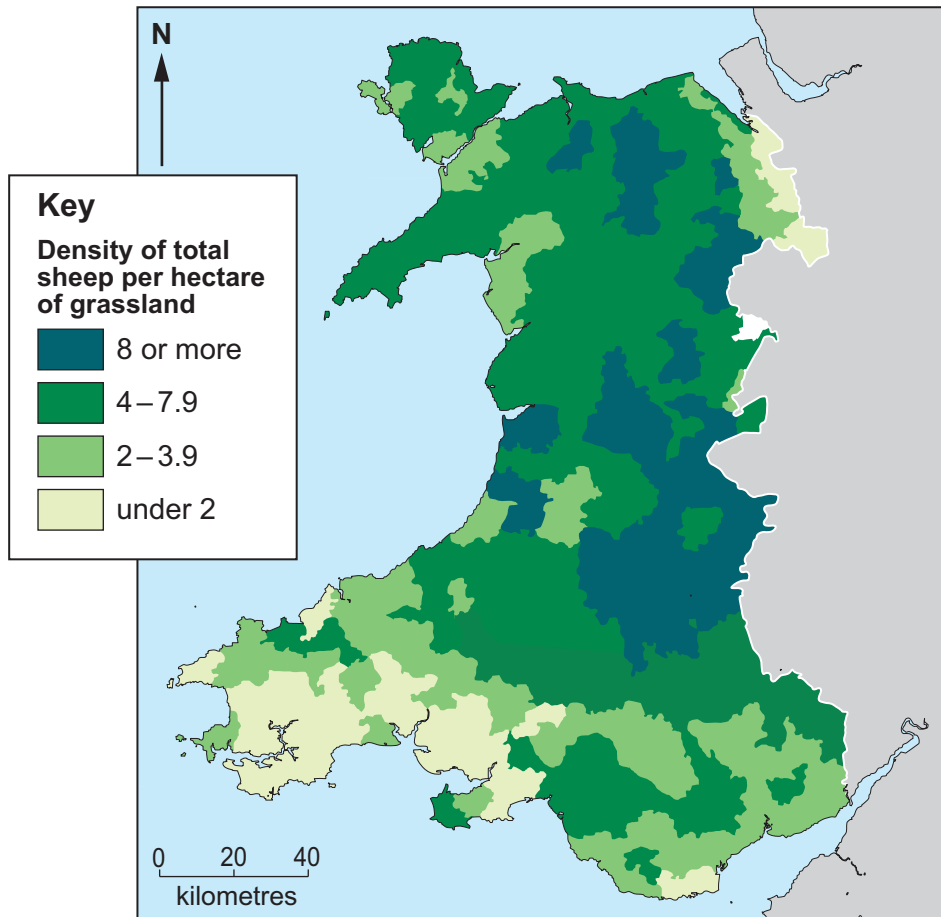 N
Key
Density of total
sheep per hectare
of grassland
8 or more
4–7.9
2–3.9
under 2
0 20 40
kilometres